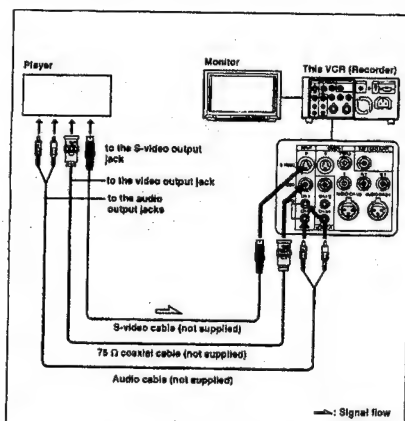 Player
Monitor
This VCR (Recorder)
to the S-video output
jack
to the video output jack
to the audio
output jacks
S-video cable (not supplied)
75 Ω coaxial cable (not supplied)
Audio cable (not supplied)
: Signal flow